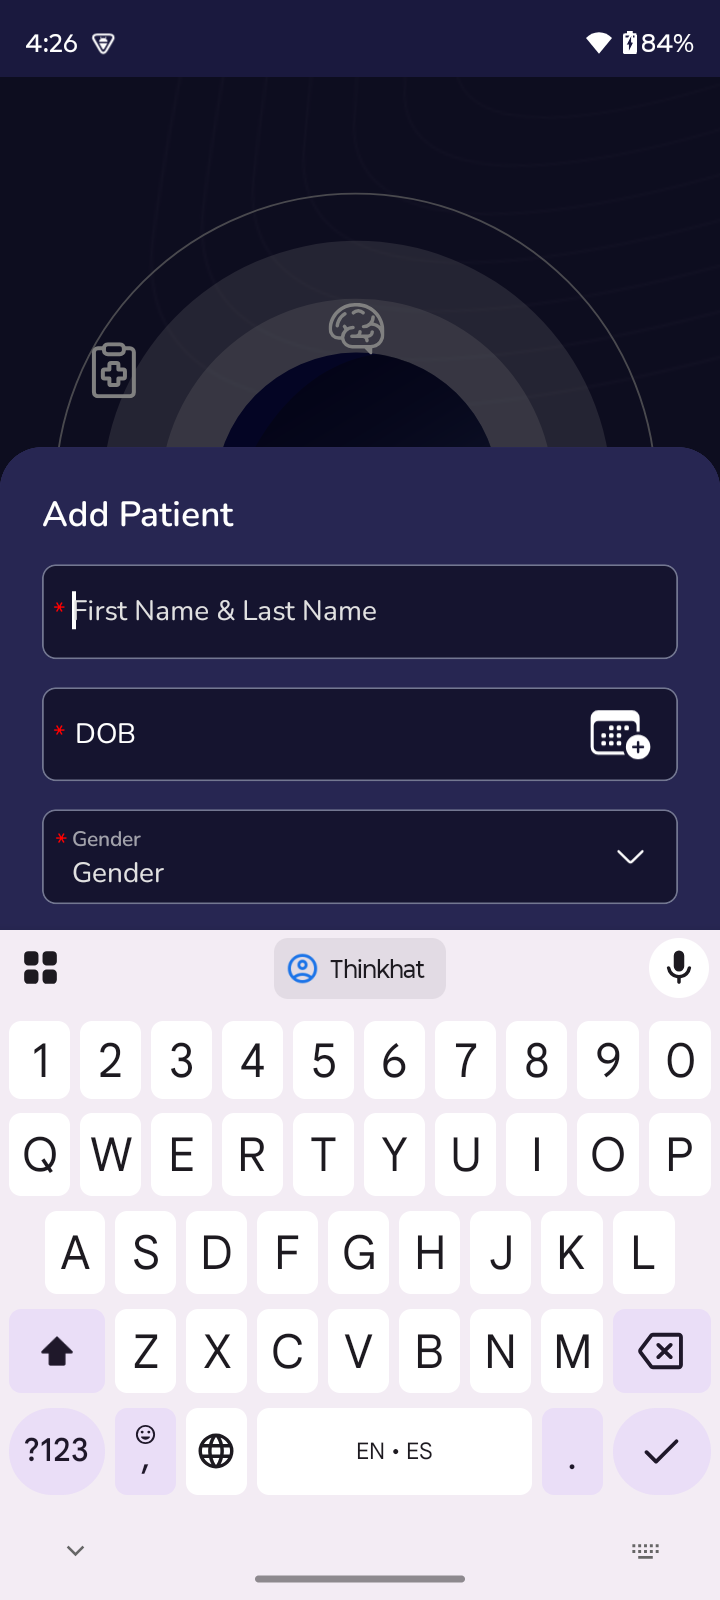 4:26
84%
Add Patient
* First Name & Last Name
* DOB
* Gender
Gender
Thinkhat
1 2 3 4 5 6 7 8 9 0
Q W E R T Y U I O P
A S D F G H J K L
Z X C V B N M
?123 , EN • ES .